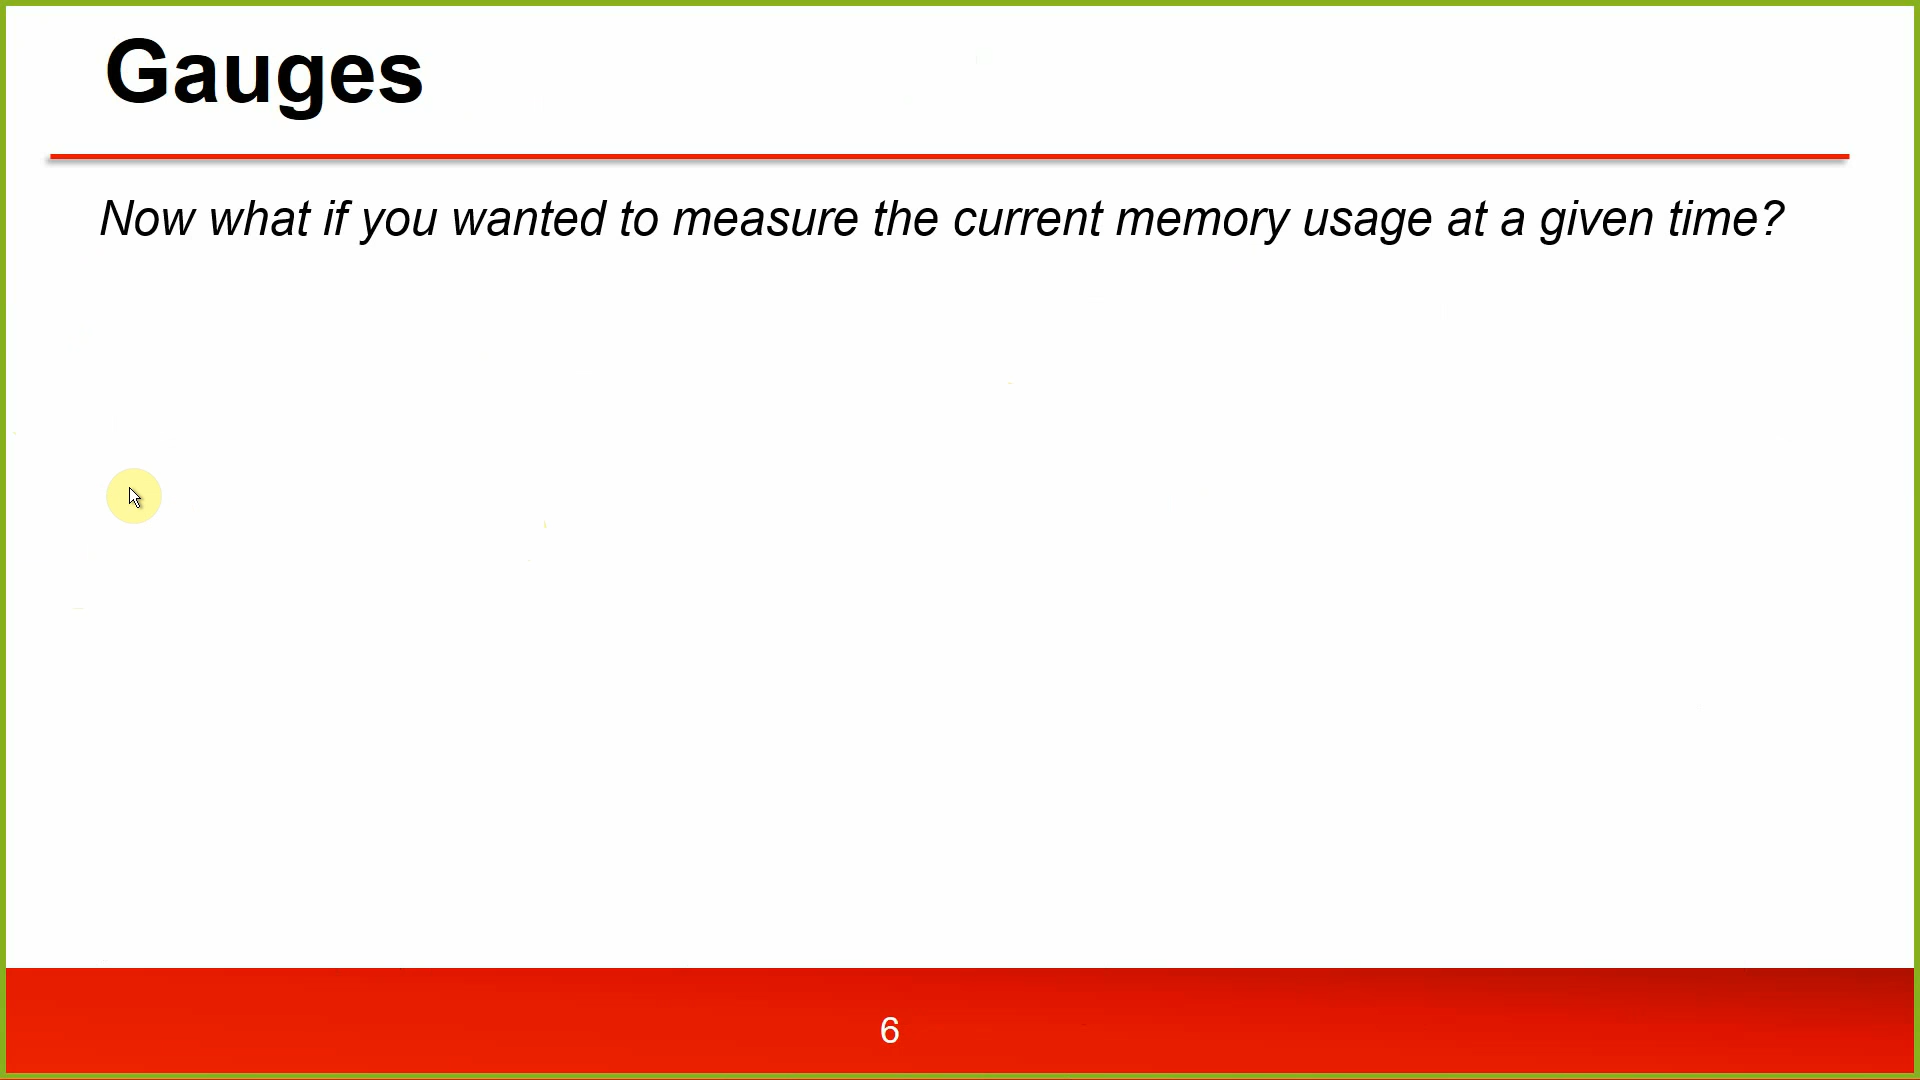 Gauges
Now what if you wanted to measure the current memory usage at a given time?
6